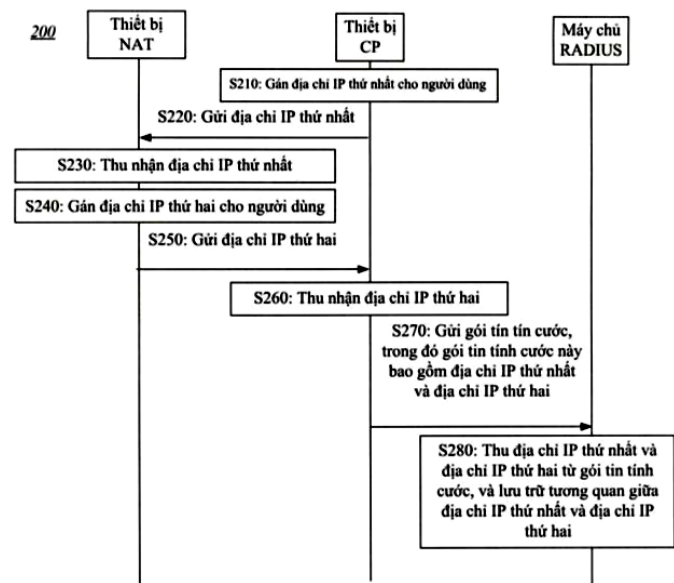 200
Thiết bị
NAT
Thiết bị
CP
Máy chủ
RADIUS
S210: Gán địa chỉ IP thứ nhất cho người dùng
S220: Gửi địa chỉ IP thứ nhất
S230: Thu nhận địa chỉ IP thứ nhất
S240: Gán địa chỉ IP thứ hai cho người dùng
S250: Gửi địa chỉ IP thứ hai
S260: Thu nhận địa chỉ IP thứ hai
S270: Gửi gói tín tín cước,
trong đó gói tin tính cước này
bao gồm địa chỉ IP thứ nhất
và địa chỉ IP thứ hai
S280: Thu địa chỉ IP thứ nhất và
địa chỉ IP thứ hai từ gói tin tính
cước, và lưu trữ tương quan giữa
địa chỉ IP thứ nhất và địa chỉ IP
thứ hai